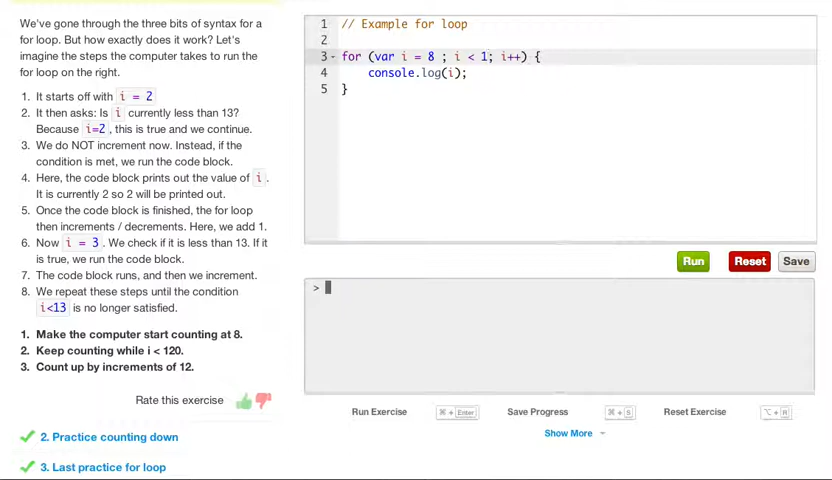 We've gone through the three bits of syntax for a
for loop. But how exactly does it work? Let's
imagine the steps the computer takes to run the
for loop on the right.
1. It starts off with i = 2
2. It then asks: Is i currently less than 13?
Because i=2, this is true and we continue.
3. We do NOT increment now. Instead, if the
condition is met, we run the code block.
4. Here, the code block prints out the value of i.
It is currently 2 so 2 will be printed out.
5. Once the code block is finished, the for loop
then increments / decrements. Here, we add 1.
6. Now i = 3. We check if it is less than 13. If it
is true, we run the code block.
7. The code block runs, and then we increment.
8. We repeat these steps until the condition
i<13 is no longer satisfied.
1. Make the computer start counting at 8.
2. Keep counting while i < 120.
3. Count up by increments of 12.
Rate this exercise
2. Practice counting down
3. Last practice for loop
1 // Example for loop
2
3 for (var i = 8 ; i < 1; i++) {
4 console.log(i);
5 }
Run Reset Save
>
Run Exercise ⌘ + Enter Save Progress ⌘ + S Reset Exercise ⌥ + R
Show More